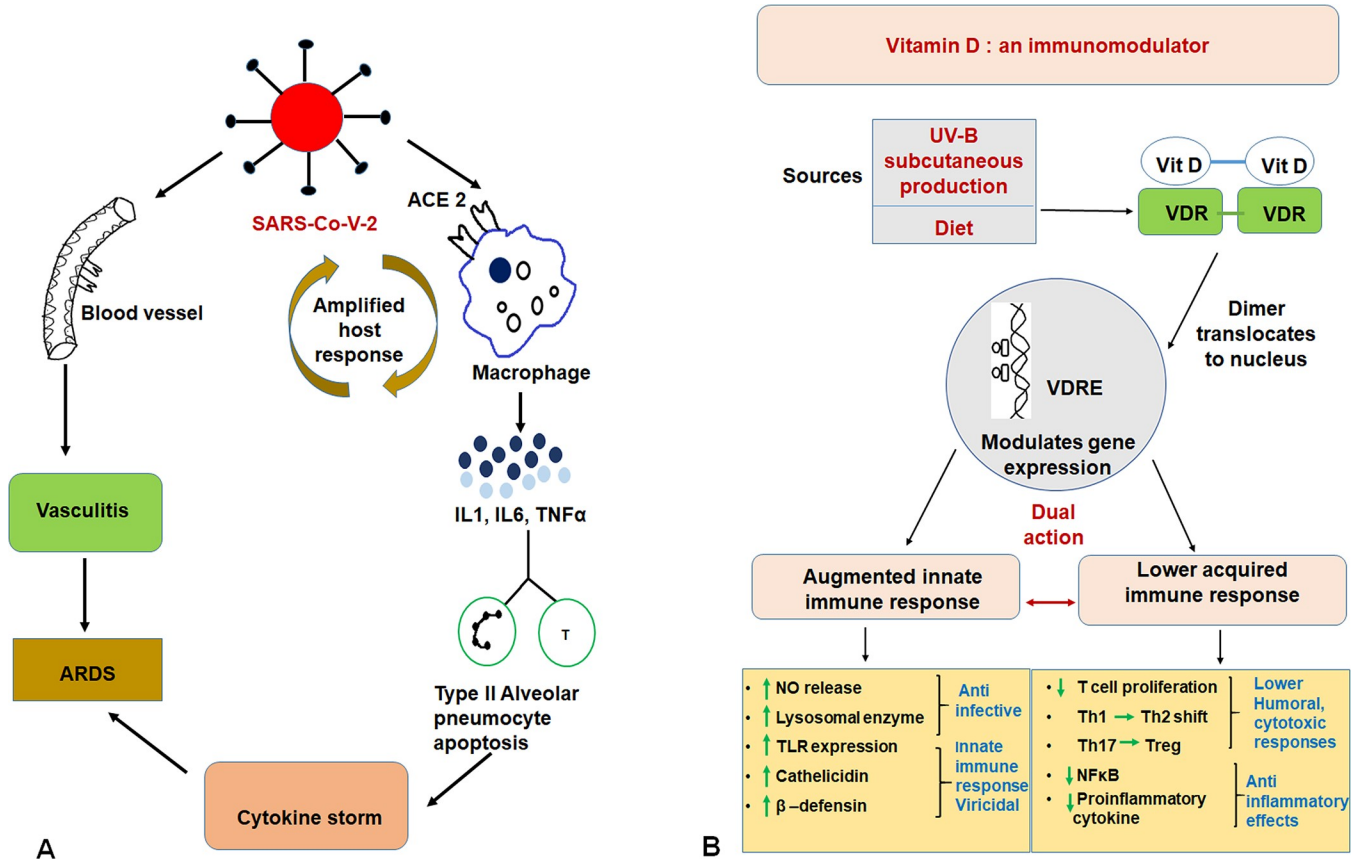 SARS-Co-V-2
ACE 2
Blood vessel
Amplified
host
response
Macrophage
IL1, IL6, TNFα
T
Vasculitis
ARDS
Type II Alveolar
pneumocyte
apoptosis
Cytokine storm
A
Vitamin D : an immunomodulator
Sources
UV-B
subcutaneous
production
Diet
Vit D
Vit D
VDR
VDR
Dimer
translocates
to nucleus
VDRE
Modulates gene
expression
Dual
action
Augmented innate
immune response
Lower acquired
immune response
• ↑ NO release
• ↑ Lysosomal enzyme
• ↑ TLR expression
• ↑ Cathelicidin
• ↑ β –defensin
Anti
infective
Innate
immune
response
Viricidal
• ↓ T cell proliferation
• Th1 → Th2 shift
• Th17 → Treg
• ↓ NFκB
• ↓ Proinflammatory
cytokine
Lower
Humoral,
cytotoxic
responses
Anti
inflammatory
effects
B